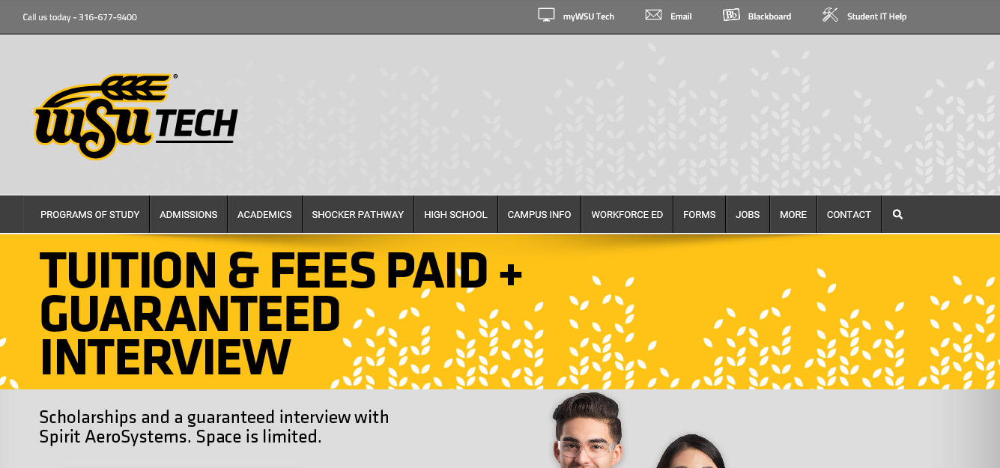 Call us today - 316-677-9400
myWSU Tech
Email
Bb
Blackboard
Student IT Help
WSU TECH®
PROGRAMS OF STUDY
ADMISSIONS
ACADEMICS
SHOCKER PATHWAY
HIGH SCHOOL
CAMPUS INFO
WORKFORCE ED
FORMS
JOBS
MORE
CONTACT
TUITION & FEES PAID +
GUARANTEED
INTERVIEW
Scholarships and a guaranteed interview with
Spirit AeroSystems. Space is limited.